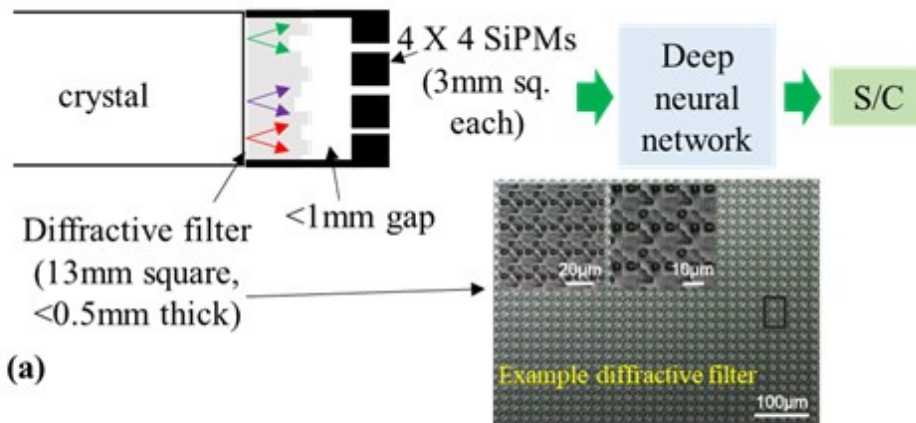 crystal
4 X 4 SiPMs
(3mm sq.
each)
Deep
neural
network
S/C
<1mm gap
Diffractive filter
(13mm square,
<0.5mm thick)
20μm
10μm
Example diffractive filter
100μm
(a)